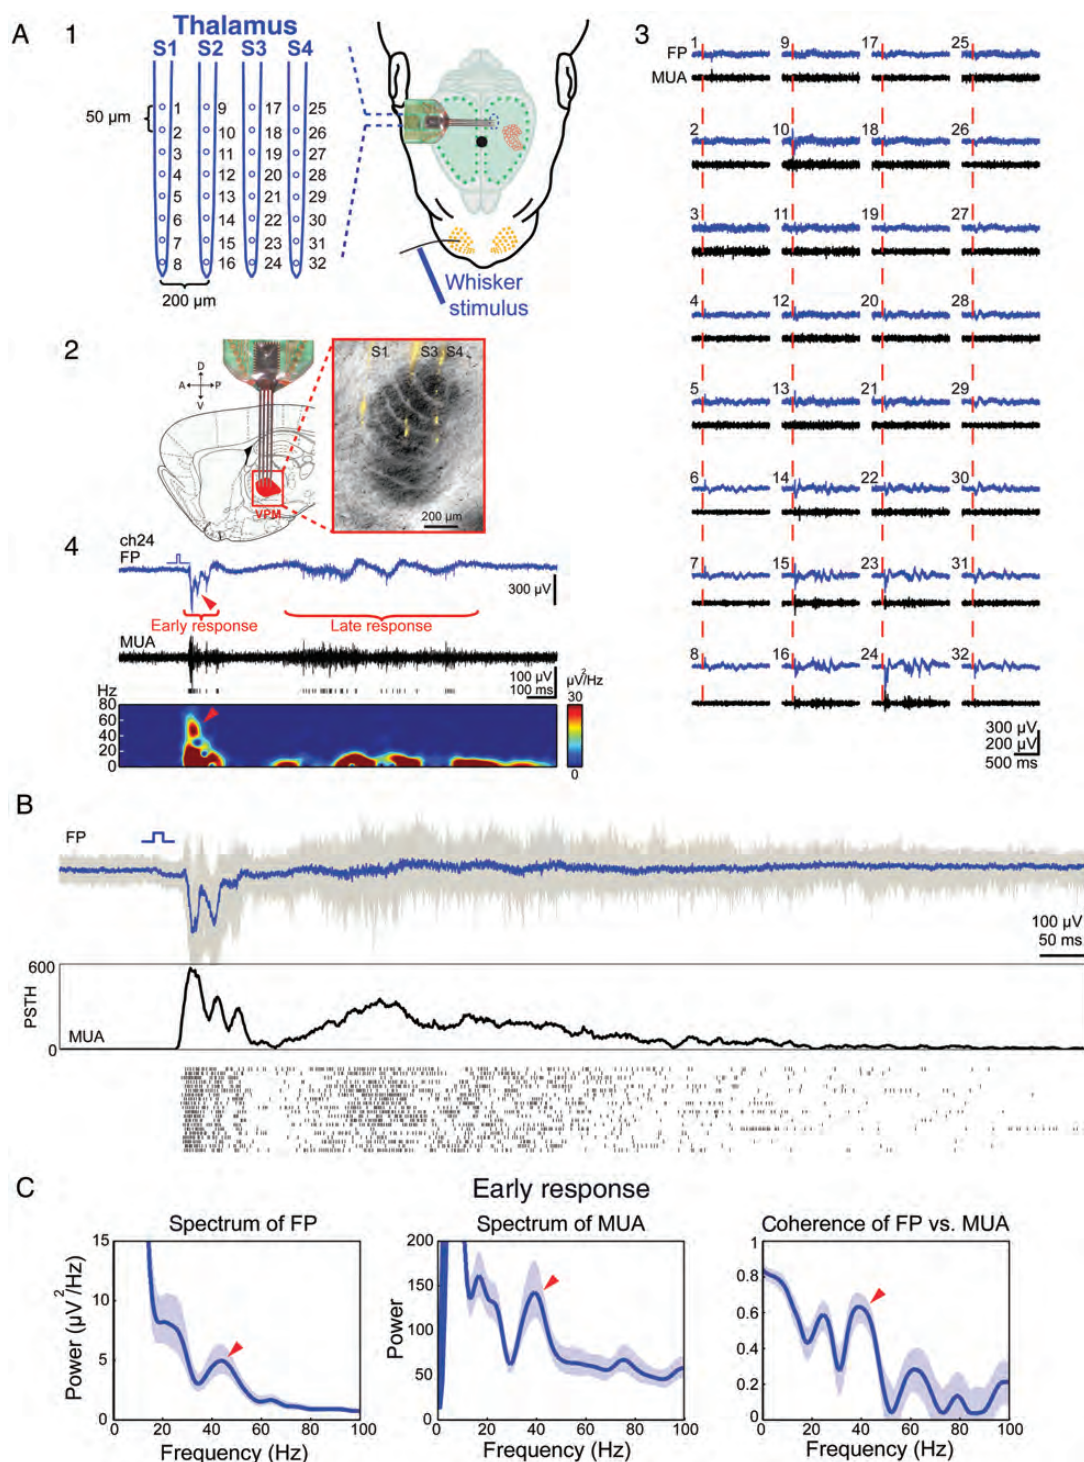 A
1
Thalamus
S1 S2 S3 S4
50 µm
1 9 17 25
2 10 18 26
3 11 19 27
4 12 20 28
5 13 21 29
6 14 22 30
7 15 23 31
8 16 24 32
200 µm
Whisker
stimulus
2
D
A P
V
VPM
S1 S3 S4
200 µm
3
1 9 17 25
FP
MUA
2 10 18 26
3 11 19 27
4 12 20 28
5 13 21 29
6 14 22 30
7 15 23 31
8 16 24 32
300 µV
200 µV
500 ms
4
ch24
FP
300 µV
Early response
Late response
MUA
100 µV
100 ms
Hz
80
60
40
20
0
µV²/Hz
30
0
B
FP
100 µV
50 ms
600
PSTH
MUA
0
C
Early response
Spectrum of FP
15
10
5
0
Power (µV²/Hz)
0 20 40 60 80 100
Frequency (Hz)
Spectrum of MUA
200
150
100
50
0
Power
0 20 40 60 80 100
Frequency (Hz)
Coherence of FP vs. MUA
1
0.8
0.6
0.4
0.2
0
0 20 40 60 80 100
Frequency (Hz)